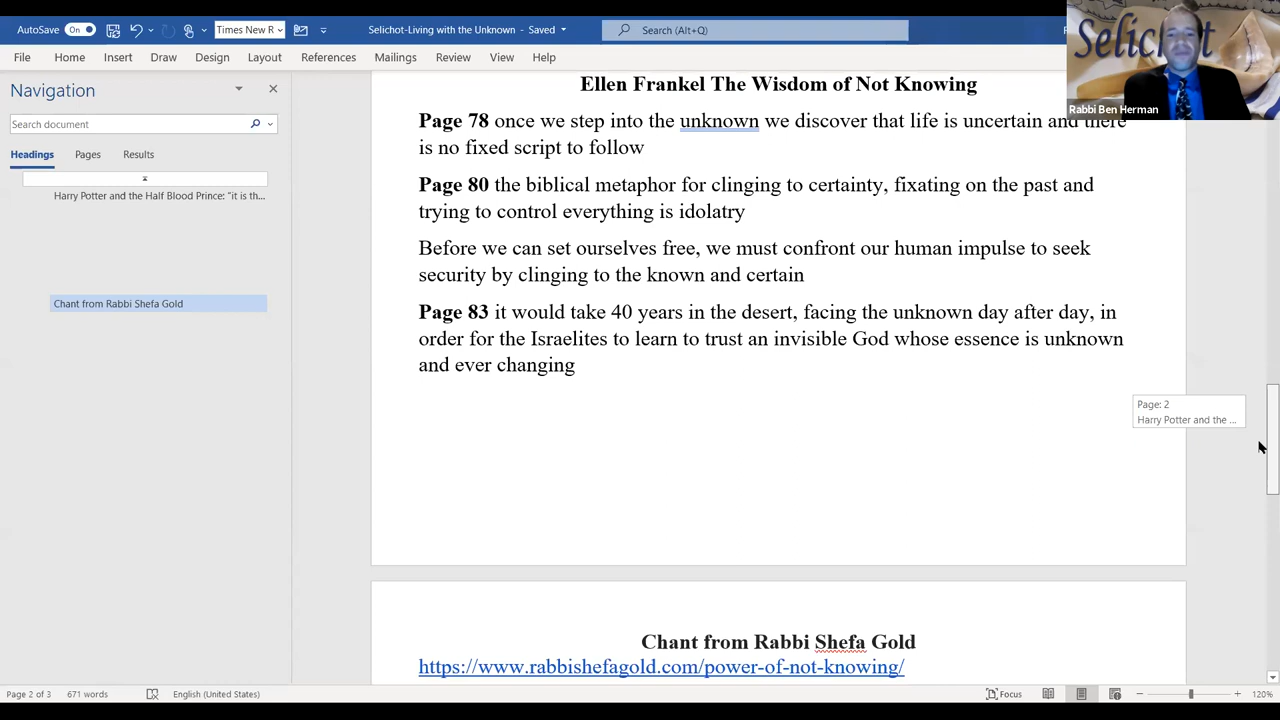 AutoSave On Times New R Selichot-Living with the Unknown - Saved Search (Alt+Q)
Selichot
Rabbi Ben Herman
File Home Insert Draw Design Layout References Mailings Review View Help
Navigation
Search document
Headings Pages Results
Harry Potter and the Half Blood Prince: "it is th...
Chant from Rabbi Shefa Gold
Ellen Frankel The Wisdom of Not Knowing
Page 78 once we step into the unknown we discover that life is uncertain and there
is no fixed script to follow
Page 80 the biblical metaphor for clinging to certainty, fixating on the past and
trying to control everything is idolatry
Before we can set ourselves free, we must confront our human impulse to seek
security by clinging to the known and certain
Page 83 it would take 40 years in the desert, facing the unknown day after day, in
order for the Israelites to learn to trust an invisible God whose essence is unknown
and ever changing
Page: 2
Harry Potter and the ...
Chant from Rabbi Shefa Gold
https://www.rabbishefagold.com/power-of-not-knowing/
Page 2 of 3 671 words English (United States) Focus 120%